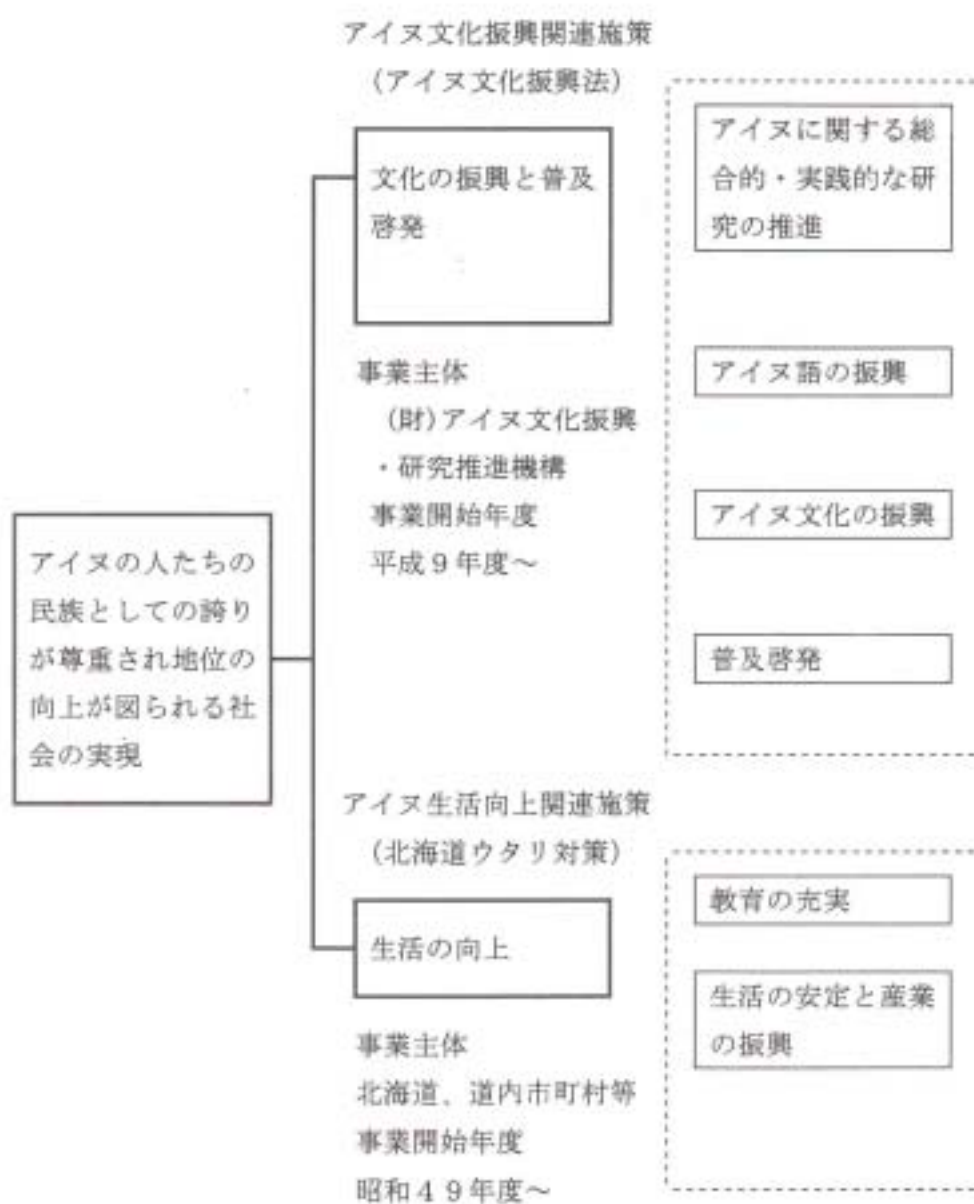 アイヌ文化振興関連施策
(アイヌ文化振興法)
文化の振興と普及
啓発
事業主体
(財)アイヌ文化振興
・研究推進機構
事業開始年度
平成9年度～
アイヌに関する総
合的・実践的な研
究の推進
アイヌ語の振興
アイヌ文化の振興
普及啓発
アイヌの人たちの
民族としての誇り
が尊重され地位の
向上が図られる社
会の実現
アイヌ生活向上関連施策
(北海道ウタリ対策)
生活の向上
事業主体
北海道、道内市町村等
事業開始年度
昭和49年度～
教育の充実
生活の安定と産業
の振興